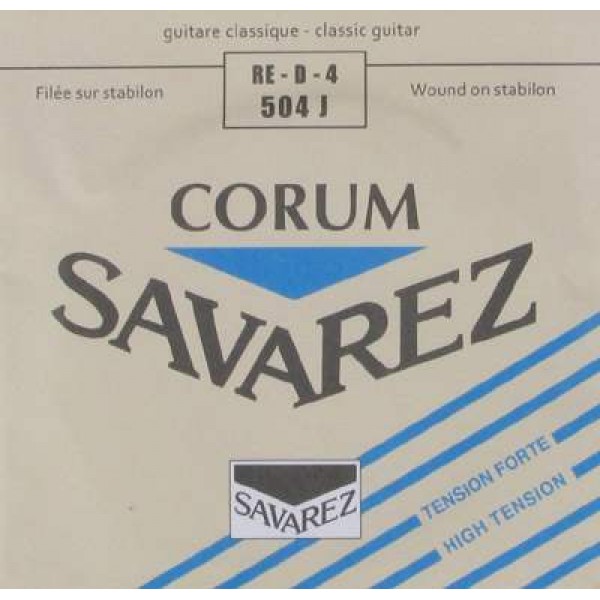 guitare classique - classic guitar
RE - D - 4
504 J
Filée sur stabilon
Wound on stabilon
CORUM
SAVAREZ
TENSION FORTE
HIGH TENSION
SAVAREZ